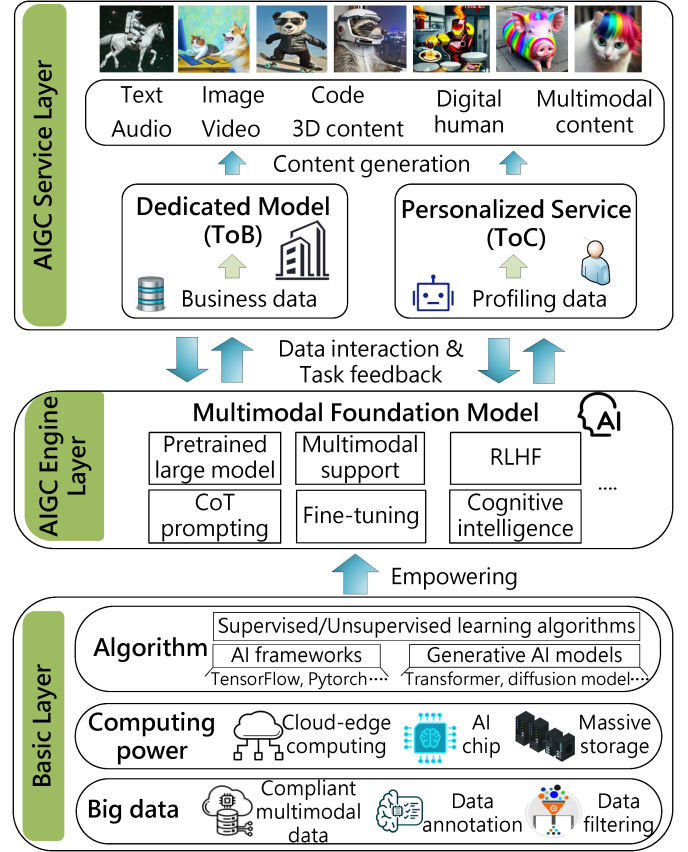 AIGC Service Layer
Text
Image
Code
Digital
human
Multimodal
content
Audio
Video
3D content
Content generation
Dedicated Model
(ToB)
Business data
Personalized Service
(ToC)
Profiling data
Data interaction &
Task feedback
AIGC Engine
Layer
Multimodal Foundation Model
AI
Pretrained
large model
Multimodal
support
RLHF
CoT
prompting
Fine-tuning
Cognitive
intelligence
....
Empowering
Basic Layer
Algorithm
Supervised/Unsupervised learning algorithms
AI frameworks
TensorFlow, Pytorch····
Generative AI models
Transformer, diffusion model····
Computing
power
Cloud-edge
computing
AI
chip
Massive
storage
Big data
Compliant
multimodal
data
Data
annotation
Data
filtering